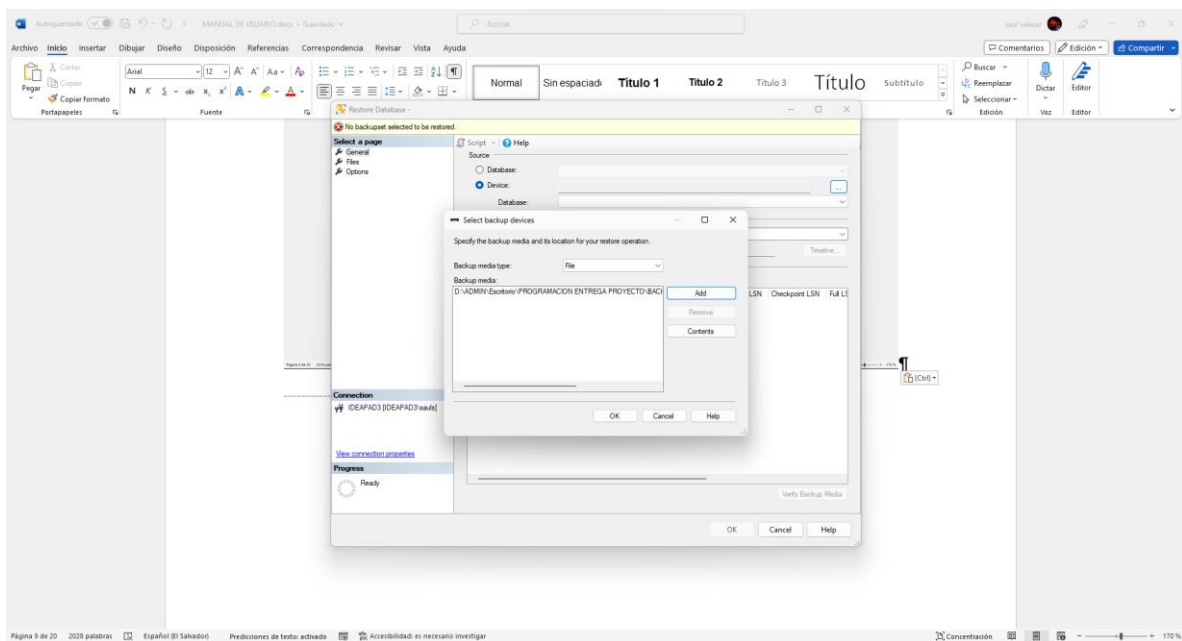 Autoguardado
MANUAL DE USUARIO.docx • Guardado
Buscar
saul salazar
Archivo Inicio Insertar Dibujar Diseño Disposición Referencias Correspondencia Revisar Vista Ayuda
Comentarios Edición Compartir
Pegar
Cortar
Copiar
Copiar formato
Portapapeles
Arial 12
N K S
Fuente
Normal Sin espaciado Título 1 Título 2 Título 3 Título Subtítulo
Buscar
Reemplazar
Seleccionar
Edición
Dictar
Voz
Editor
Editor
Restore Database -
No backupset selected to be restored.
Select a page
General
Files
Options
Script Help
Source
Database:
Device:
...
Database:
Timeline...
LSN Checkpoint LSN Full LS
Select backup devices
Specify the backup media and its location for your restore operation.
Backup media type: File
Backup media:
D:\ADMIN\Escritorio\PROGRAMACION ENTREGA PROYECTO\BACK
Add
Remove
Contents
OK Cancel Help
(Ctrl)
Connection
IDEAPAD3 [IDEAPAD3\saule]
View connection properties
Progress
Ready
Verify Backup Media
OK Cancel Help
Página 9 de 20 2028 palabras Español (El Salvador) Predicciones de texto: activado Accesibilidad: es necesario investigar
Concentración 170 %